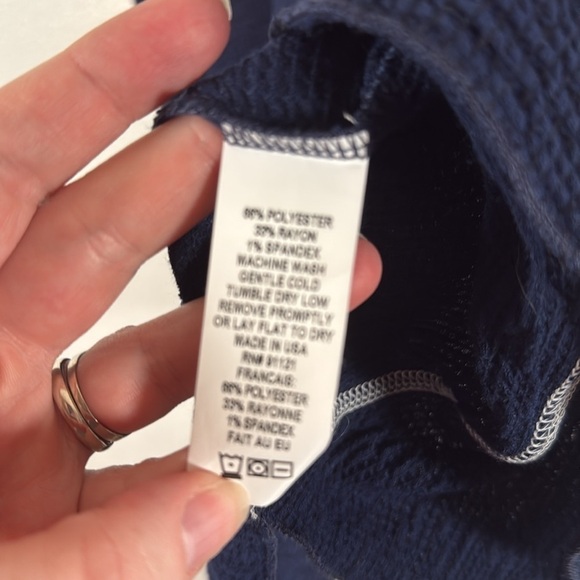 66% POLYESTER
33% RAYON
1% SPANDEX
MACHINE WASH
GENTLE COLD
TUMBLE DRY LOW
REMOVE PROMPTLY
OR LAY FLAT TO DRY
MADE IN USA
RN# 91121
FRANCAIS:
66% POLYESTER
33% RAYONNE
1% SPANDEX
FAIT AU EU